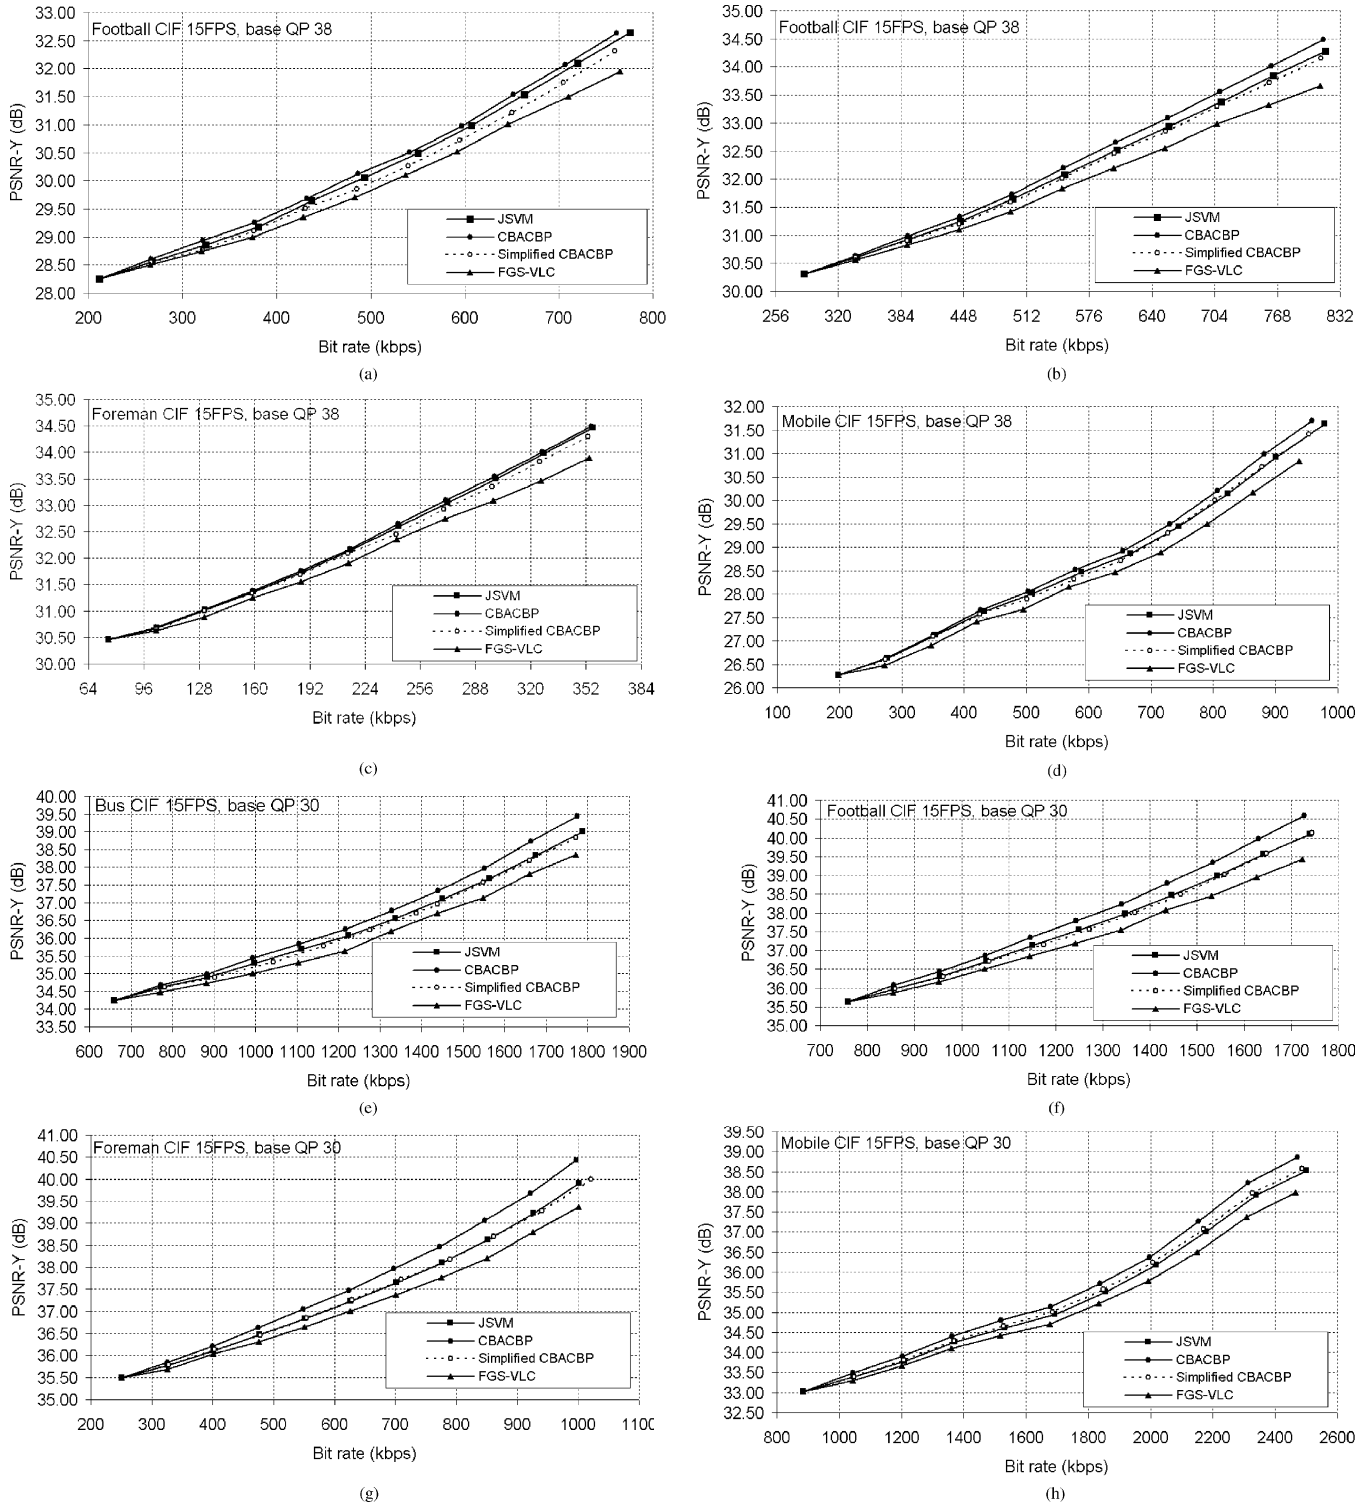 Football CIF 15FPS, base QP 38
PSNR-Y (dB)
33.00
32.50
32.00
31.50
31.00
30.50
30.00
29.50
29.00
28.50
28.00
200 300 400 500 600 700 800
Bit rate (kbps)
JSVM
CBACBP
Simplified CBACBP
FGS-VLC
(a)
Football CIF 15FPS, base QP 38
PSNR-Y (dB)
35.00
34.50
34.00
33.50
33.00
32.50
32.00
31.50
31.00
30.50
30.00
256 320 384 448 512 576 640 704 768 832
Bit rate (kbps)
JSVM
CBACBP
Simplified CBACBP
FGS-VLC
(b)
Foreman CIF 15FPS, base QP 38
PSNR-Y (dB)
35.00
34.50
34.00
33.50
33.00
32.50
32.00
31.50
31.00
30.50
30.00
64 96 128 160 192 224 256 288 320 352 384
Bit rate (kbps)
JSVM
CBACBP
Simplified CBACBP
FGS-VLC
(c)
Mobile CIF 15FPS, base QP 38
PSNR-Y (dB)
32.00
31.50
31.00
30.50
30.00
29.50
29.00
28.50
28.00
27.50
27.00
26.50
26.00
100 200 300 400 500 600 700 800 900 1000
Bit rate (kbps)
JSVM
CBACBP
Simplified CBACBP
FGS-VLC
(d)
Bus CIF 15FPS, base QP 30
PSNR-Y (dB)
40.00
39.50
39.00
38.50
38.00
37.50
37.00
36.50
36.00
35.50
35.00
34.50
34.00
33.50
600 700 800 900 1000 1100 1200 1300 1400 1500 1600 1700 1800 1900
Bit rate (kbps)
JSVM
CBACBP
Simplified CBACBP
FGS-VLC
(e)
Football CIF 15FPS, base QP 30
PSNR-Y (dB)
41.00
40.50
40.00
39.50
39.00
38.50
38.00
37.50
37.00
36.50
36.00
35.50
35.00
700 800 900 1000 1100 1200 1300 1400 1500 1600 1700 1800
Bit rate (kbps)
JSVM
CBACBP
Simplified CBACBP
FGS-VLC
(f)
Foreman CIF 15FPS, base QP 30
PSNR-Y (dB)
41.00
40.50
40.00
39.50
39.00
38.50
38.00
37.50
37.00
36.50
36.00
35.50
35.00
200 300 400 500 600 700 800 900 1000 1100
Bit rate (kbps)
JSVM
CBACBP
Simplified CBACBP
FGS-VLC
(g)
Mobile CIF 15FPS, base QP 30
PSNR-Y (dB)
39.50
39.00
38.50
38.00
37.50
37.00
36.50
36.00
35.50
35.00
34.50
34.00
33.50
33.00
32.50
800 1000 1200 1400 1600 1800 2000 2200 2400 2600
Bit rate (kbps)
JSVM
CBACBP
Simplified CBACBP
FGS-VLC
(h)